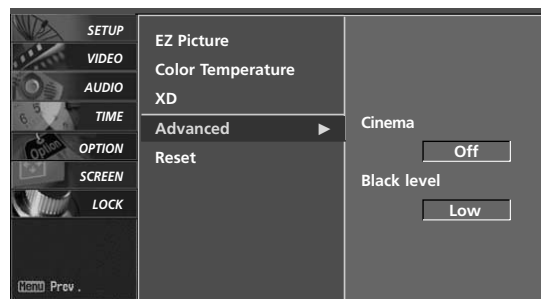 SETUP
VIDEO
AUDIO
TIME
OPTION
SCREEN
LOCK
Menu Prev .
EZ Picture
Color Temperature
XD
Advanced ►
Reset
Cinema
Off
Black level
Low